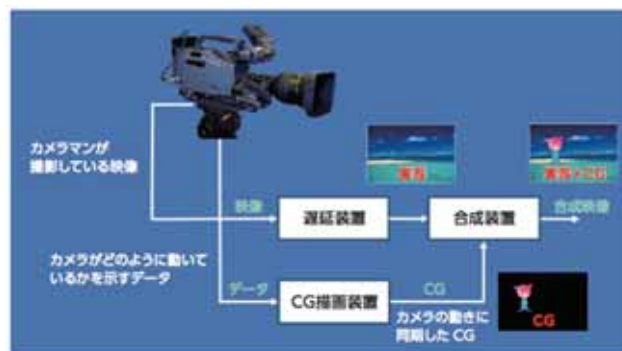 カメラマンが
撮影している映像
実写
実写+CG
映像
遅延装置
合成装置
合成映像
カメラがどのように動いて
いるかを示すデータ
データ
CG描画装置
CG
カメラの動きに
同期したCG
CG